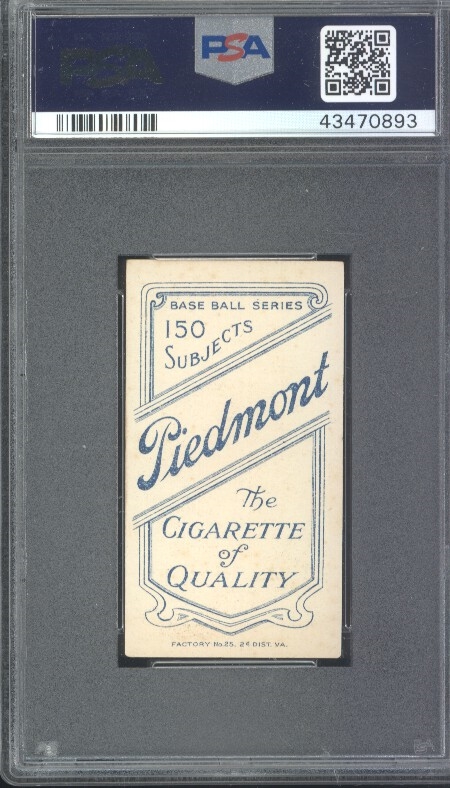 PSA
PSA
43470893
BASE BALL SERIES
150
SUBJECTS
Piedmont
The
CIGARETTE
of
QUALITY
FACTORY No. 25, 2d DIST. VA.